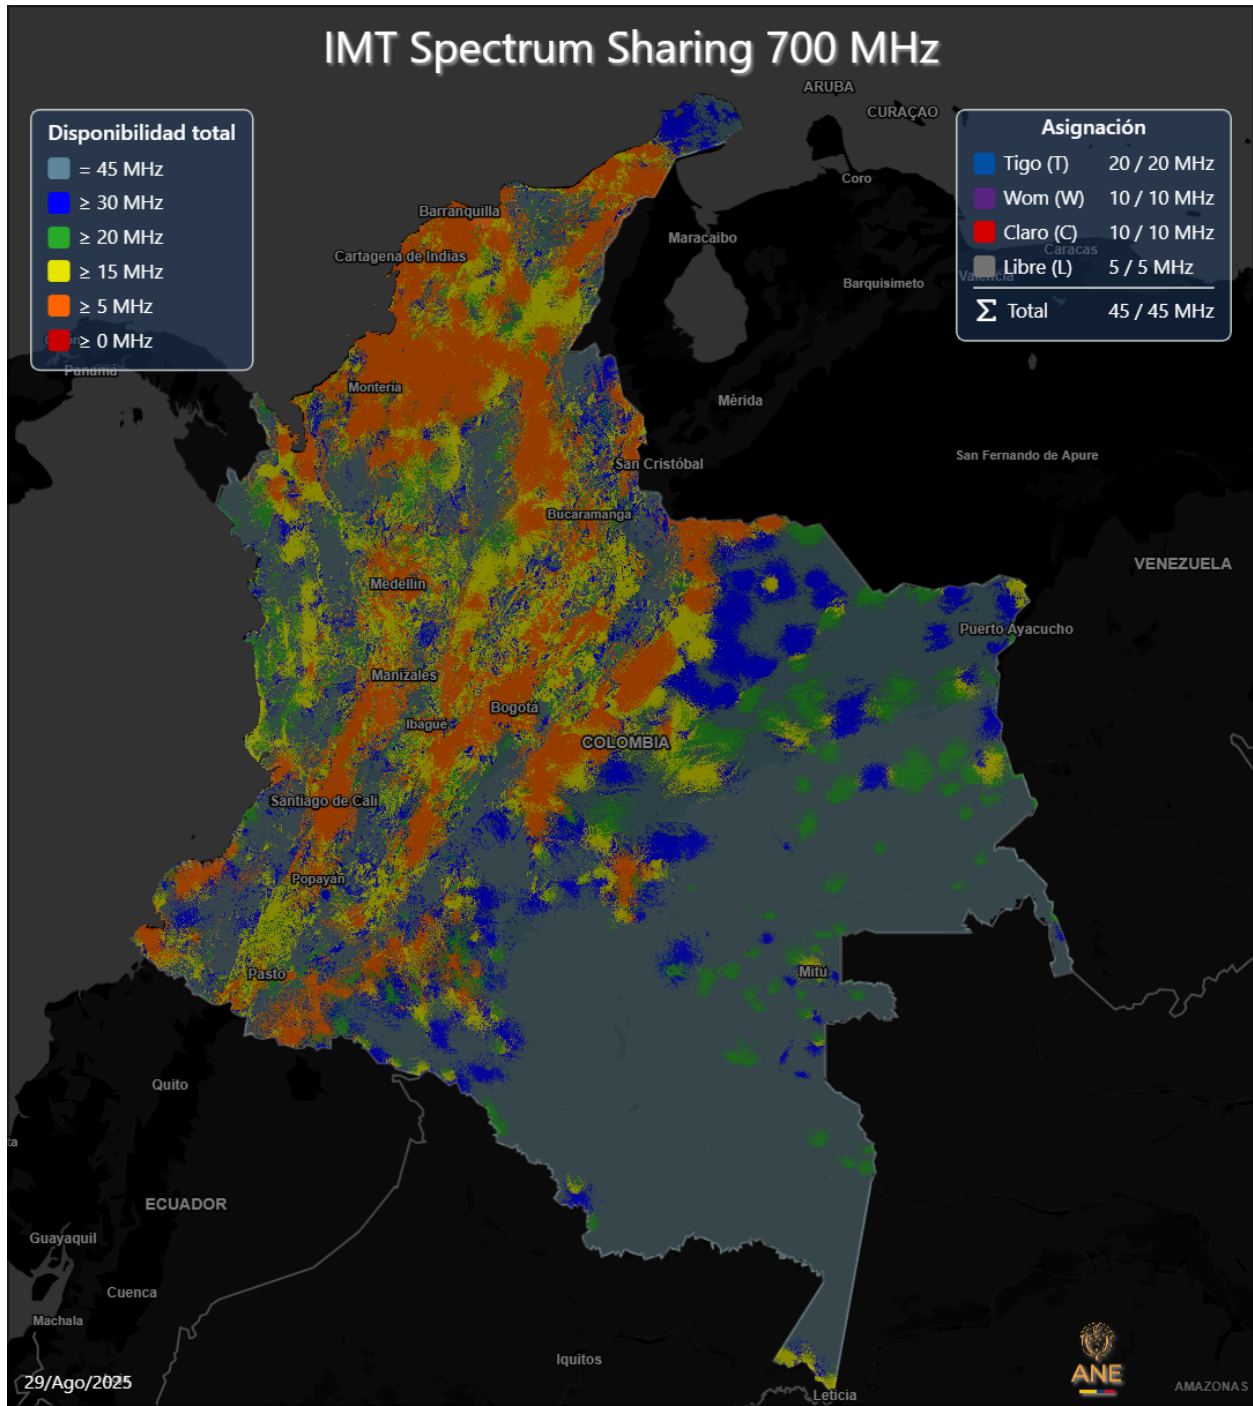 IMT Spectrum Sharing 700 MHz
Disponibilidad total
= 45 MHz
≥ 30 MHz
≥ 20 MHz
≥ 15 MHz
≥ 5 MHz
≥ 0 MHz
Asignación
Tigo (T) 20 / 20 MHz
Wom (W) 10 / 10 MHz
Claro (C) 10 / 10 MHz
Libre (L) 5 / 5 MHz
Σ Total 45 / 45 MHz
ARUBA
CURAÇAO
Coro
Barranquilla
Maracaibo
Caracas
Cartagena de Indias
Valencia
Barquisimeto
Panamá
Montería
Mérida
San Cristóbal
San Fernando de Apure
Bucaramanga
VENEZUELA
Medellín
Puerto Ayacucho
Manizales
Bogotá
Ibagué
COLOMBIA
Santiago de Cali
Popayán
Pasto
Mitú
Quito
ECUADOR
Guayaquil
Cuenca
Machala
Iquitos
ANE
29/Ago/2025
Leticia
AMAZONAS